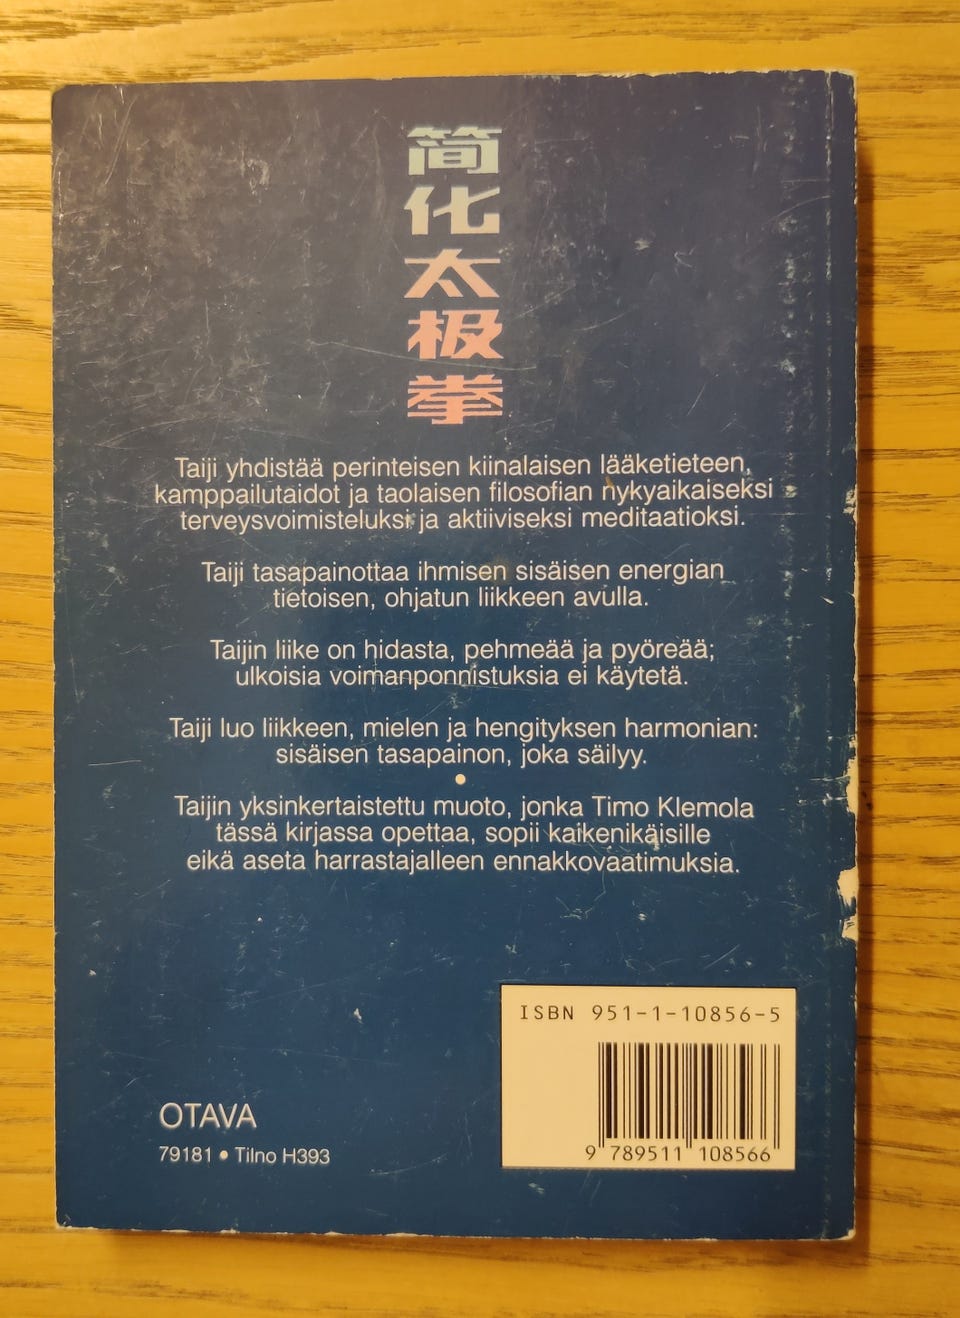 简
化
太
极
拳
Taiji yhdistää perinteisen kiinalaisen lääketieteen,
kamppailutaidot ja taolaisen filosofian nykyaikaiseksi
terveysvoimisteluksi ja aktiiviseksi meditaatioksi.
Taiji tasapainottaa ihmisen sisäisen energian
tietoisen, ohjatun liikkeen avulla.
Taijin liike on hidasta, pehmeää ja pyöreää;
ulkoisia voimanponnistuksia ei käytetä.
Taiji luo liikkeen, mielen ja hengityksen harmonian:
sisäisen tasapainon, joka säilyy.
•
Taijin yksinkertaistettu muoto, jonka Timo Klemola
tässä kirjassa opettaa, sopii kaikenikäisille
eikä aseta harrastajalleen ennakkovaatimuksia.
ISBN 951-1-10856-5
9 789511 108566
OTAVA
79181 • Tilno H393